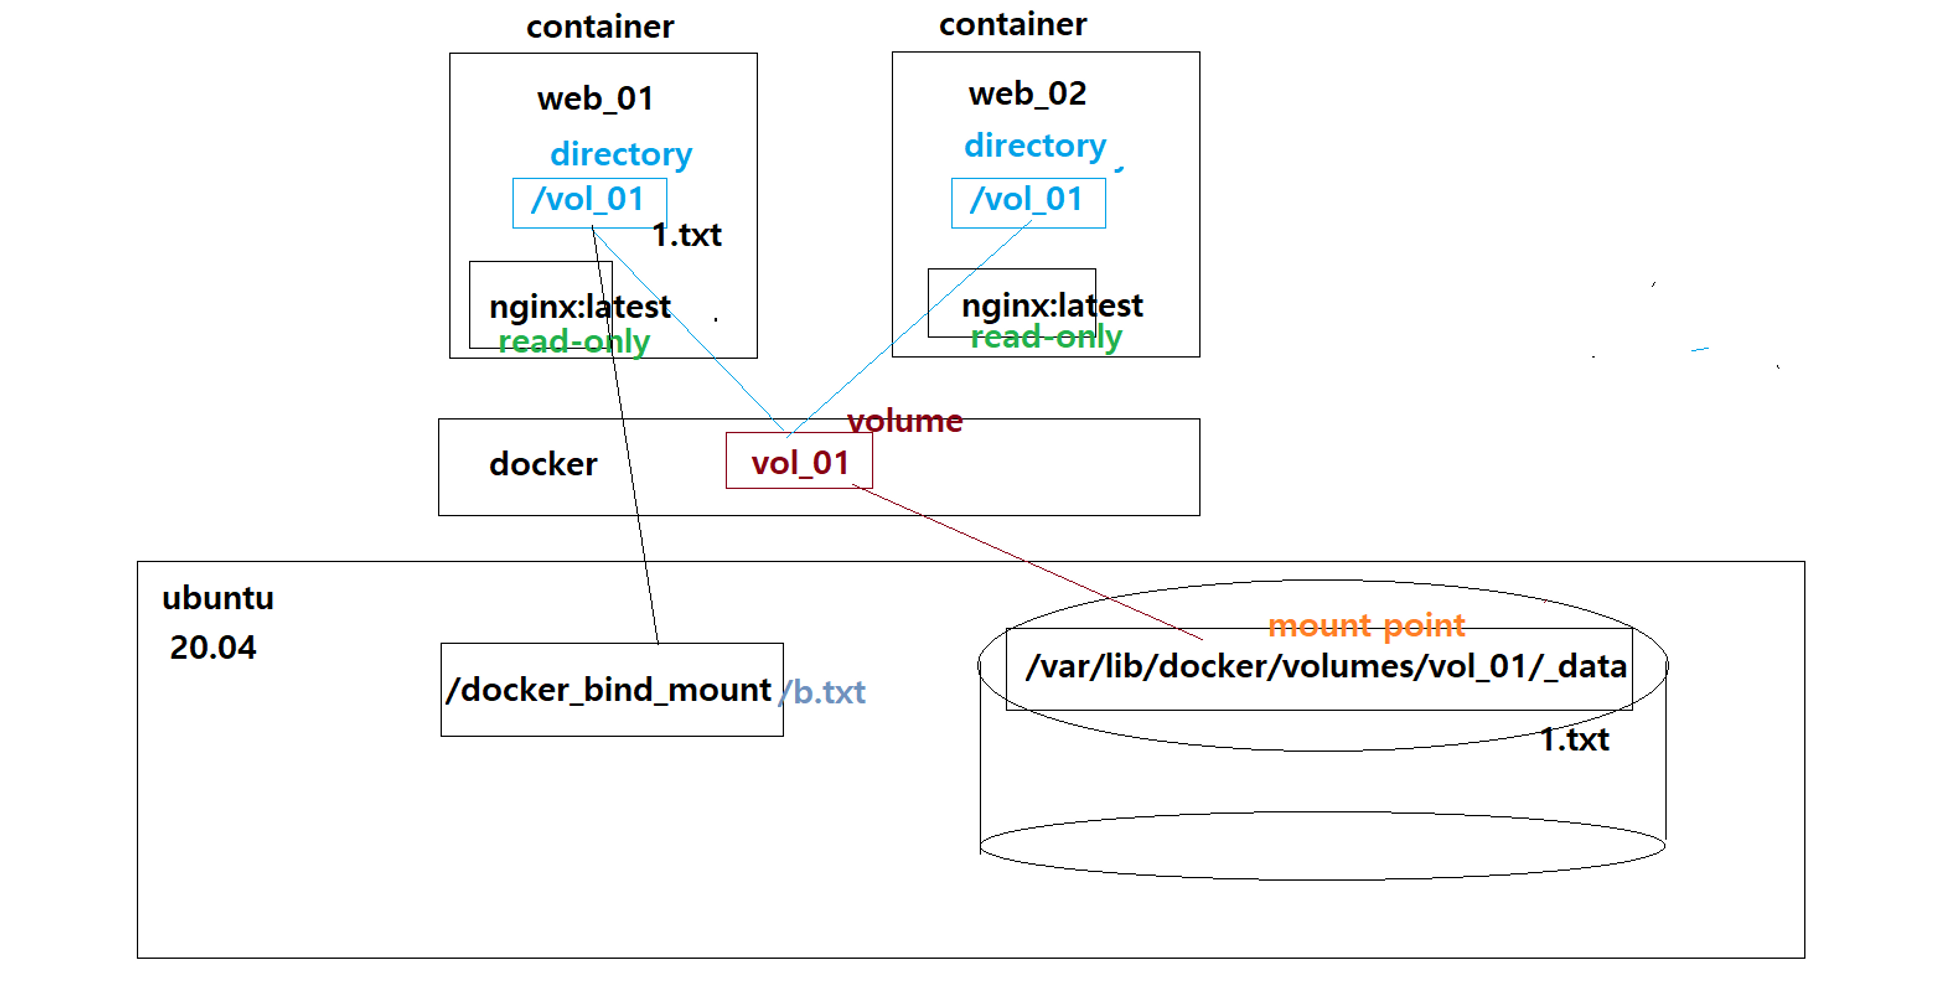 container
container
web_01
directory
/vol_01
1.txt
nginx:latest
read-only
web_02
directory
/vol_01
nginx:latest
read-only
docker
volume
vol_01
ubuntu
20.04
/docker_bind_mount/b.txt
mount point
/var/lib/docker/volumes/vol_01/_data
1.txt